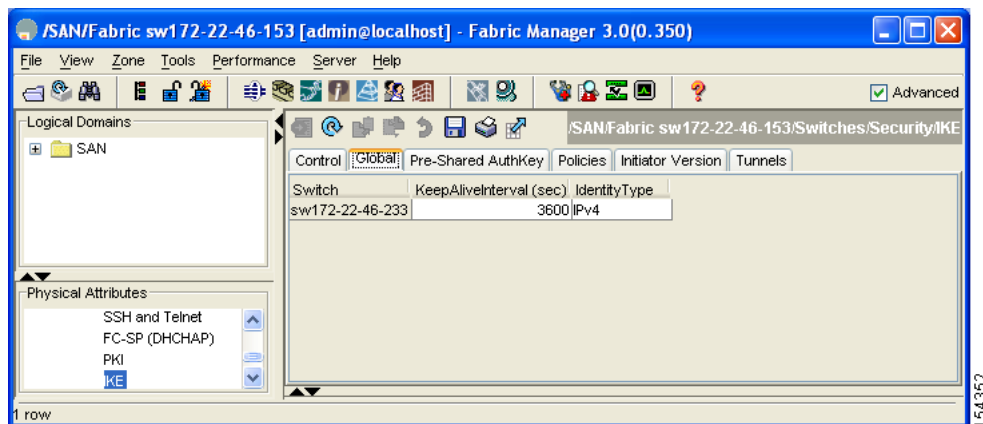 /SAN/Fabric sw172-22-46-153 [admin@localhost] - Fabric Manager 3.0(0.350)
File View Zone Tools Performance Server Help
Advanced
Logical Domains
SAN
/SAN/Fabric sw172-22-46-153/Switches/Security/IKE
Control Global Pre-Shared AuthKey Policies Initiator Version Tunnels
Switch KeepAliveInterval (sec) IdentityType
sw172-22-46-233 3600 IPv4
Physical Attributes
SSH and Telnet
FC-SP (DHCHAP)
PKI
IKE
1 row
154352